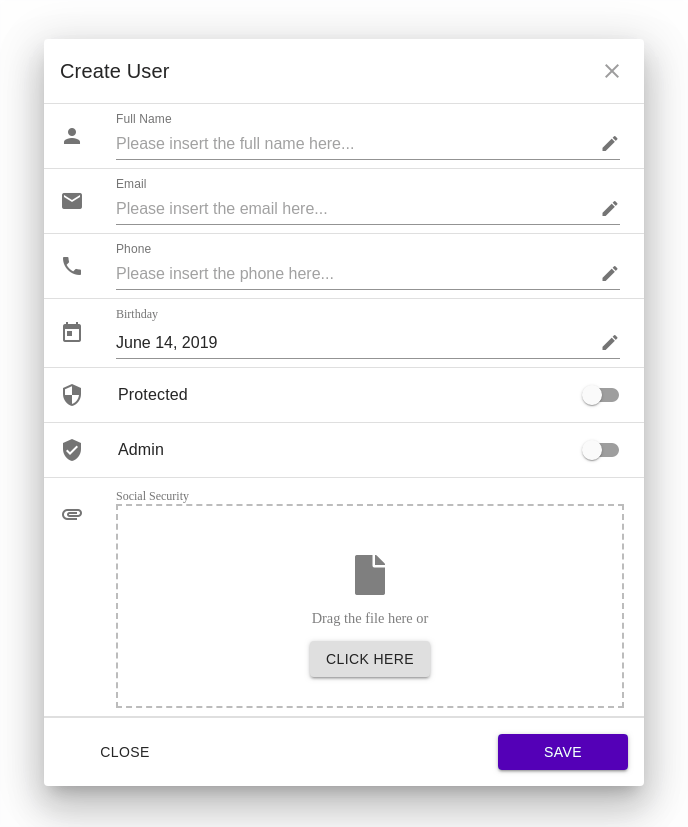 Create User
Full Name
Please insert the full name here...
Email
Please insert the email here...
Phone
Please insert the phone here...
Birthday
June 14, 2019
Protected
Admin
Social Security
Drag the file here or
CLICK HERE
CLOSE
SAVE